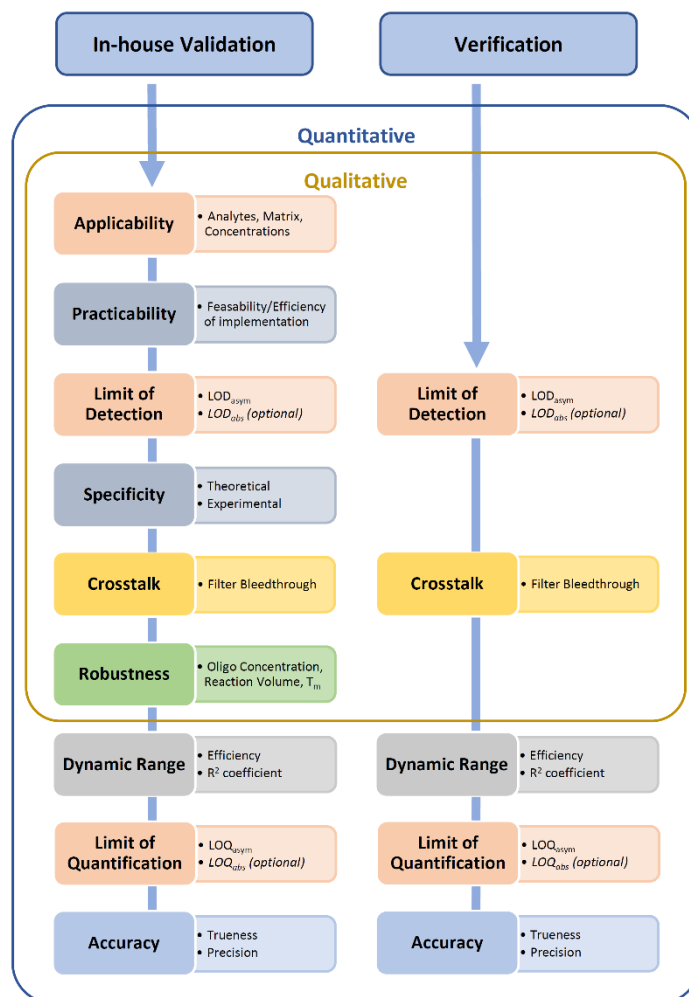 In-house Validation
Verification
Quantitative
Qualitative
Applicability
• Analytes, Matrix,
Concentrations
Practicability
• Feasability/Efficiency
of implementation
Limit of
Detection
• LODasym
• LODabs (optional)
Limit of
Detection
• LODasym
• LODabs (optional)
Specificity
• Theoretical
• Experimental
Crosstalk
• Filter Bleedthrough
Crosstalk
• Filter Bleedthrough
Robustness
• Oligo Concentration,
Reaction Volume, Tm
Dynamic Range
• Efficiency
• R² coefficient
Dynamic Range
• Efficiency
• R² coefficient
Limit of
Quantification
• LOQasym
• LOQabs (optional)
Limit of
Quantification
• LOQasym
• LOQabs (optional)
Accuracy
• Trueness
• Precision
Accuracy
• Trueness
• Precision